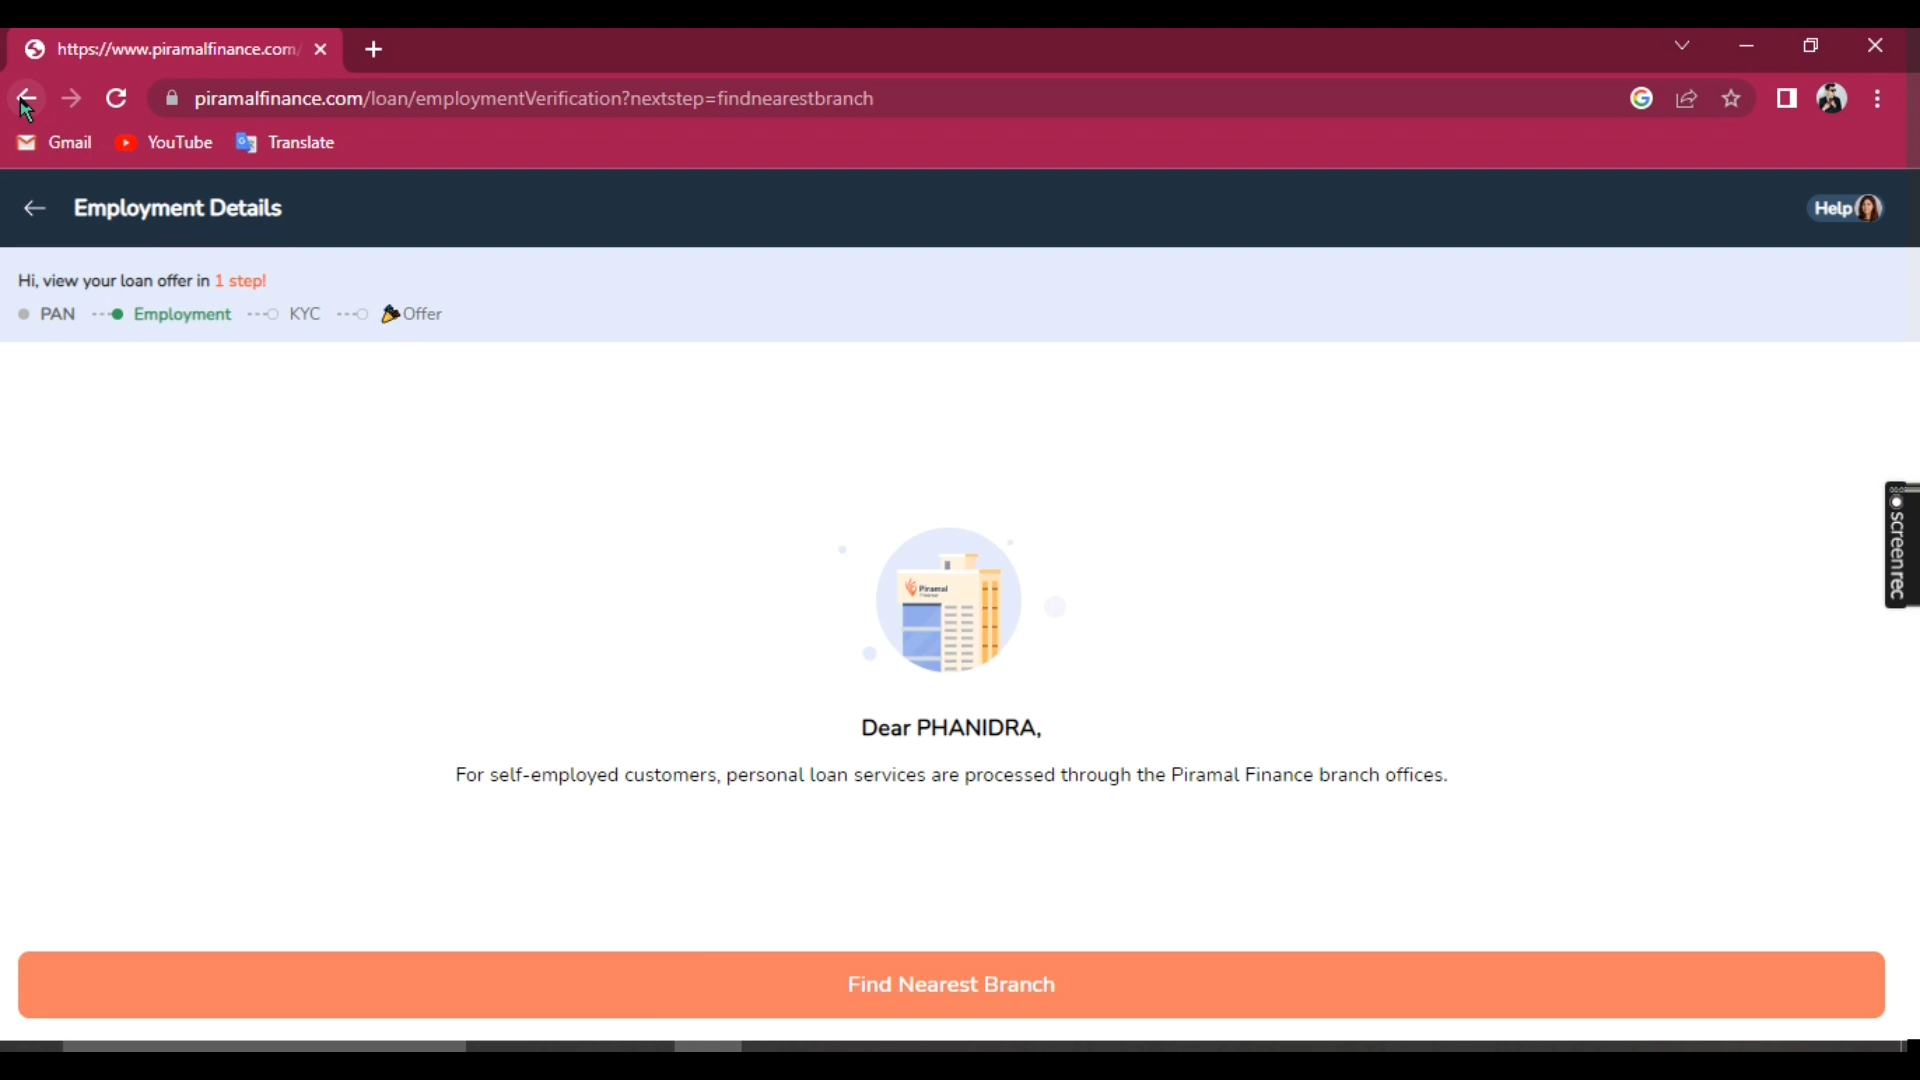 https://www.piramalfinance.com/
piramalfinance.com/loan/employmentVerification?nextstep=findnearestbranch
Gmail YouTube Translate
Employment Details
Help
Hi, view your loan offer in 1 step!
PAN Employment KYC Offer
Piramal
screenrec
Dear PHANIDRA,
For self-employed customers, personal loan services are processed through the Piramal Finance branch offices.
Find Nearest Branch